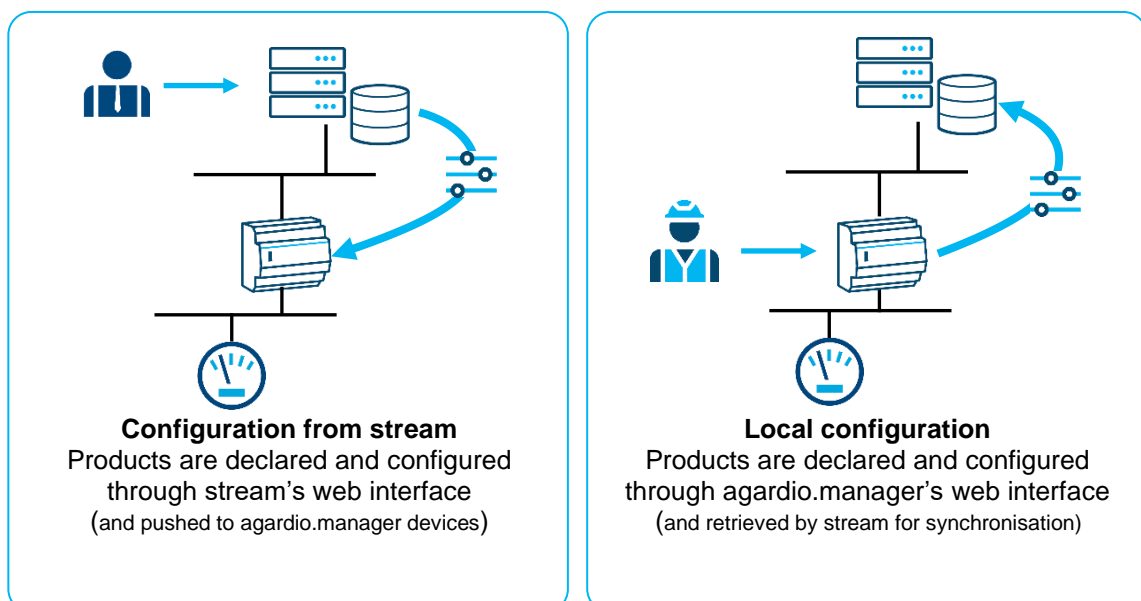 Configuration from stream
Products are declared and configured
through stream's web interface
(and pushed to agardio.manager devices)
Local configuration
Products are declared and configured
through agardio.manager's web interface
(and retrieved by stream for synchronisation)